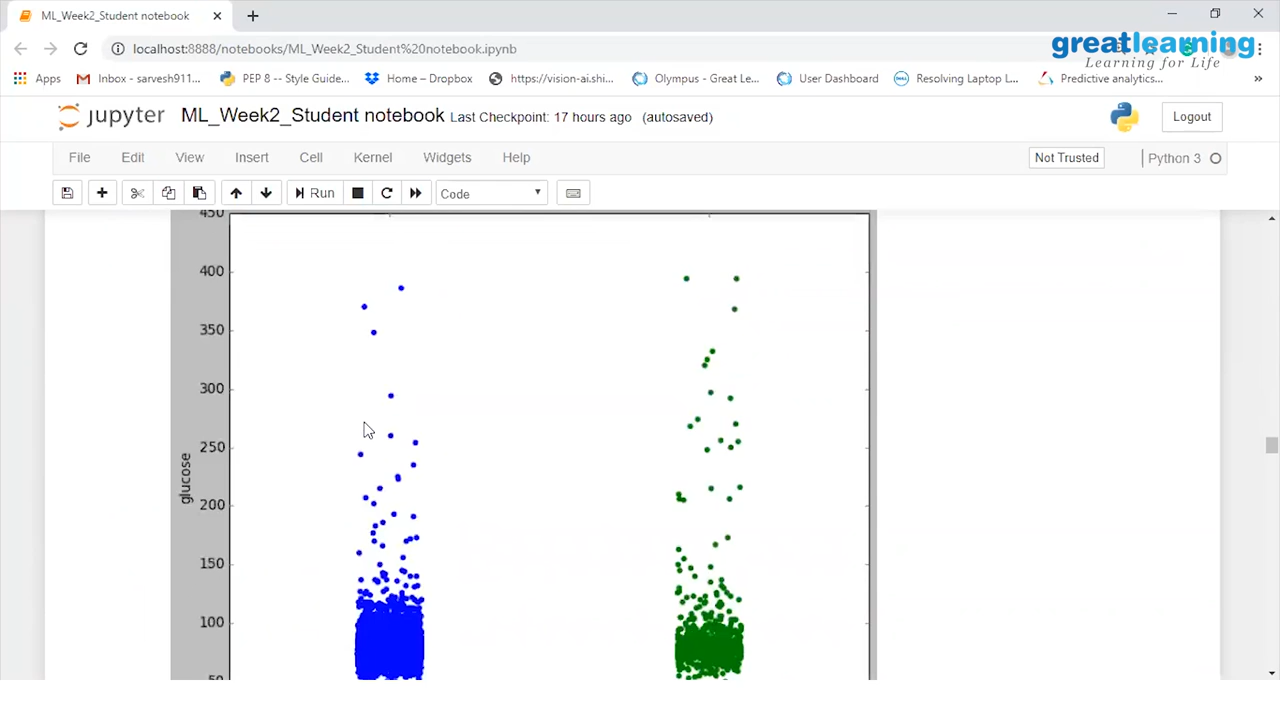 ML_Week2_Student notebook
localhost:8888/notebooks/ML_Week2_Student%20notebook.ipynb
greatlearning
Learning for Life
Apps
Inbox - sarvesh911...
PEP 8 -- Style Guide...
Home – Dropbox
https://vision-ai.shi...
Olympus - Great Le...
User Dashboard
Resolving Laptop L...
Predictive analytics...
»
jupyter
ML_Week2_Student notebook
Last Checkpoint: 17 hours ago (autosaved)
Logout
File
Edit
View
Insert
Cell
Kernel
Widgets
Help
Not Trusted
Python 3
Run
Code
450
400
350
300
250
200
150
100
50
glucose